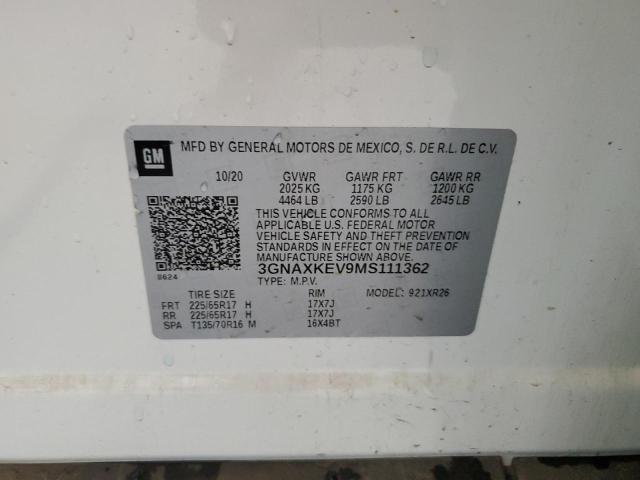 GM
MFD BY GENERAL MOTORS DE MEXICO, S. DE R.L. DE C.V.
10/20 GVWR GAWR FRT GAWR RR
2025 KG 1175 KG 1200 KG
4464 LB 2590 LB 2645 LB
THIS VEHICLE CONFORMS TO ALL
APPLICABLE U.S. FEDERAL MOTOR
VEHICLE SAFETY AND THEFT PREVENTION
STANDARDS IN EFFECT ON THE DATE
OF MANUFACTURE SHOWN ABOVE.
3GNAXKEV9MS111362
8624 TYPE: M.P.V.
TIRE SIZE RIM MODEL: 921XR26
FRT 225/65R17 H 17X7J
RR 225/65R17 H 17X7J
SPA T135/70R16 M 16X4BT